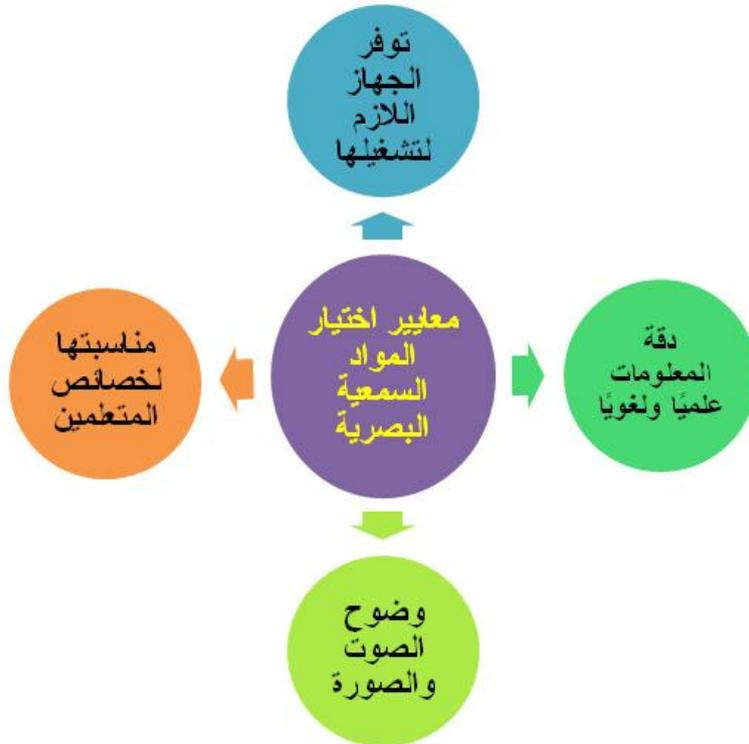 توفر
الجهاز
اللازم
لتشغيلها
معايير اختيار
المواد
السمعية
البصرية
دقة
المعلومات
علميًا ولغويًا
مناسبتها
لخصائص
المتعلمين
وضوح
الصوت
والصورة